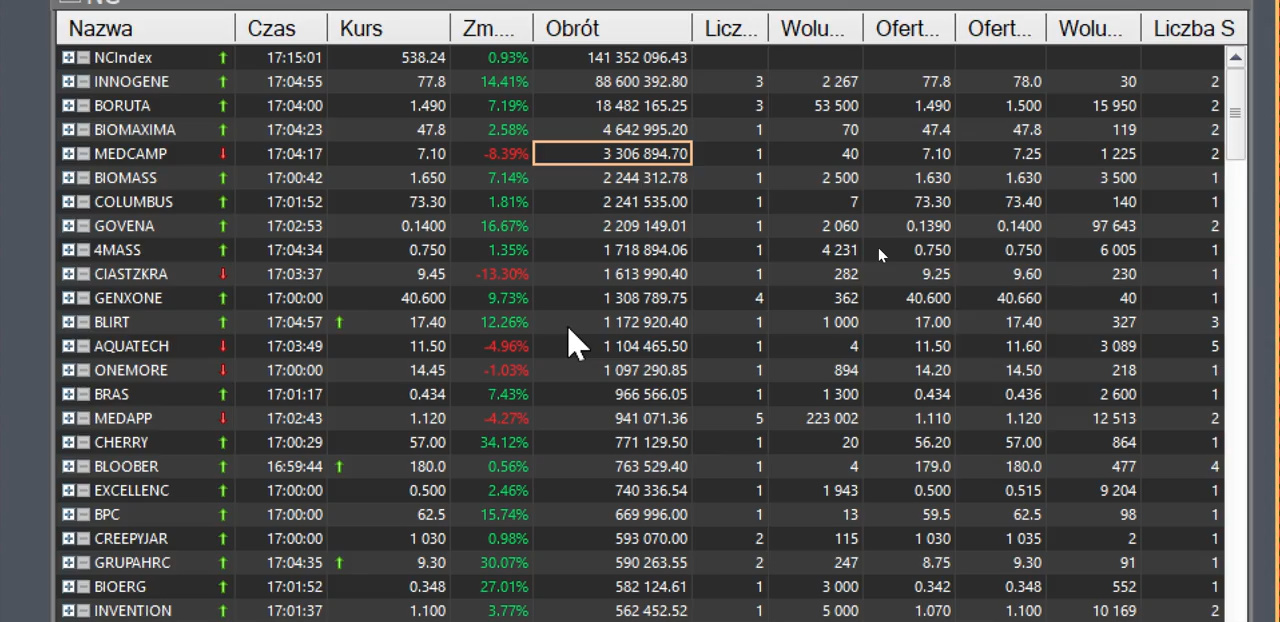 NC
Nazwa Czas Kurs Zm.... Obrót Licz... Wolu... Ofert... Ofert... Wolu... Liczba S
NCIndex 17:15:01 538.24 0.93% 141 352 096.43
INNOGENE 17:04:55 77.8 14.41% 88 600 392.80 3 2 267 77.8 78.0 30 2
BORUTA 17:04:00 1.490 7.19% 18 482 165.25 3 53 500 1.490 1.500 15 950 2
BIOMAXIMA 17:04:23 47.8 2.58% 4 642 995.20 1 70 47.4 47.8 119 2
MEDCAMP 17:04:17 7.10 -8.39% 3 306 894.70 1 40 7.10 7.25 1 225 2
BIOMASS 17:00:42 1.650 7.14% 2 244 312.78 1 2 500 1.630 1.630 3 500 1
COLUMBUS 17:01:52 73.30 1.81% 2 241 535.00 1 7 73.30 73.40 140 1
GOVENA 17:02:53 0.1400 16.67% 2 209 149.01 1 2 060 0.1390 0.1400 97 643 2
4MASS 17:04:34 0.750 1.35% 1 718 894.06 1 4 231 0.750 0.750 6 005 1
CIASTZKRA 17:03:37 9.45 -13.30% 1 613 990.40 1 282 9.25 9.60 230 1
GENXONE 17:00:00 40.600 9.73% 1 308 789.75 4 362 40.600 40.660 40 1
BLIRT 17:04:57 17.40 12.26% 1 172 920.40 1 1 000 17.00 17.40 327 3
AQUATECH 17:03:49 11.50 -4.96% 1 104 465.50 1 4 11.50 11.60 3 089 5
ONEMORE 17:00:00 14.45 -1.03% 1 097 290.85 1 894 14.20 14.50 218 1
BRAS 17:01:17 0.434 7.43% 966 566.05 1 1 300 0.434 0.436 2 600 1
MEDAPP 17:02:43 1.120 -4.27% 941 071.36 5 223 002 1.110 1.120 12 513 2
CHERRY 17:00:29 57.00 34.12% 771 129.50 1 20 56.20 57.00 864 1
BLOOBER 16:59:44 180.0 0.56% 763 529.40 1 4 179.0 180.0 477 4
EXCELLENC 17:00:00 0.500 2.46% 740 336.54 1 1 943 0.500 0.515 9 204 1
BPC 17:00:00 62.5 15.74% 669 996.00 1 13 59.5 62.5 98 1
CREEPYJAR 17:00:00 1 030 0.98% 593 070.00 2 115 1 030 1 035 2 1
GRUPAHRC 17:04:35 9.30 30.07% 590 263.55 2 247 8.75 9.30 91 1
BIOERG 17:01:52 0.348 27.01% 582 124.61 1 3 000 0.342 0.348 552 1
INVENTION 17:01:37 1.100 3.77% 562 452.52 1 5 000 1.070 1.100 10 169 2